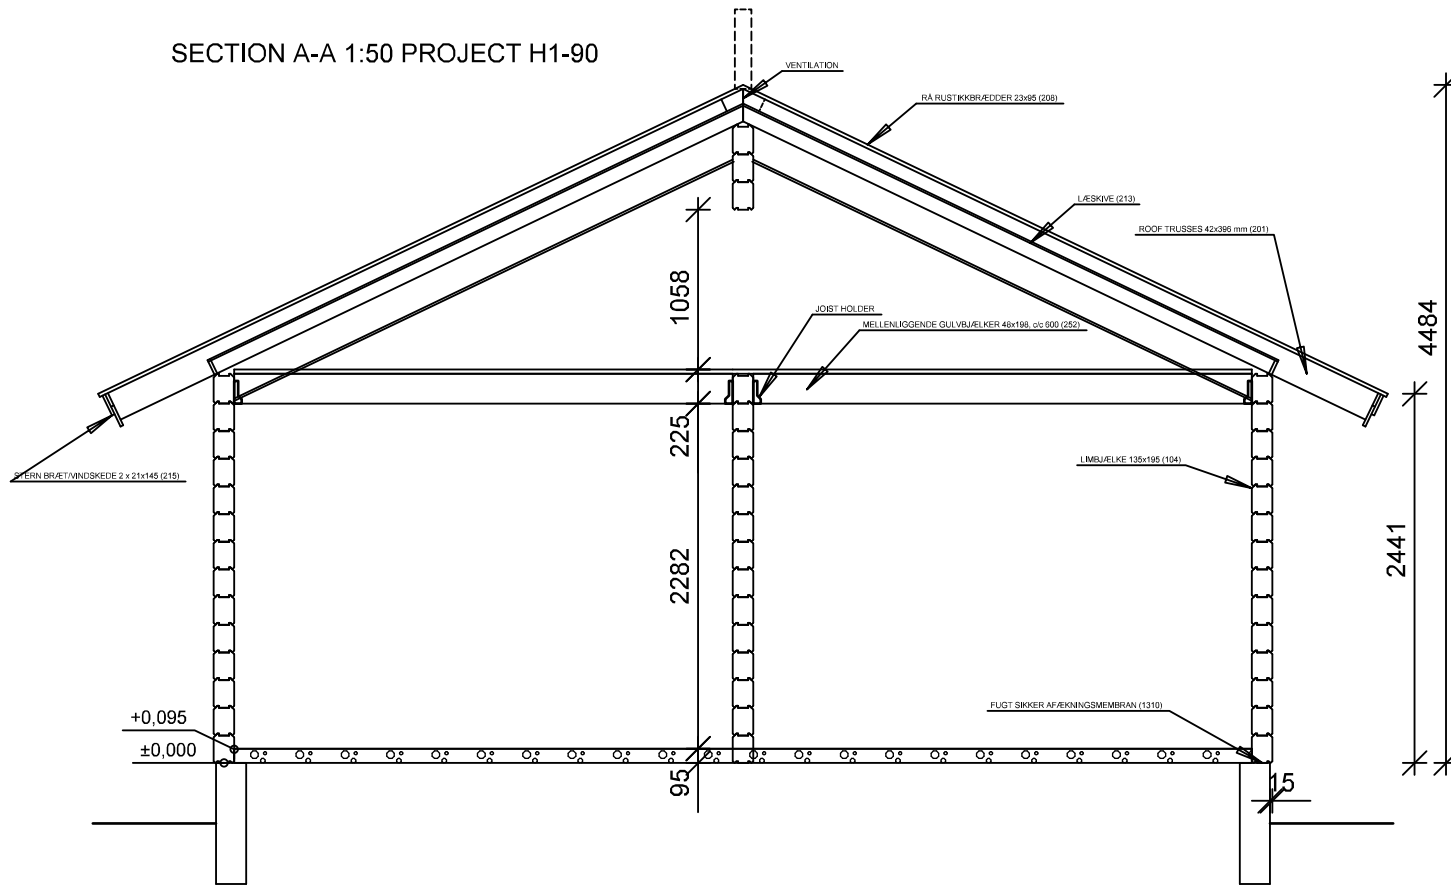 SECTION A-A 1:50 PROJECT H1-90
VENTILATION
RÅ RUSTIKKBRÆDDER 23x95 (208)
LÆSKIVE (213)
ROOF TRUSSES 42x396 mm (201)
1058
JOIST HOLDER
MELLENLIGGENDE GULVBJÆLKER 48x198, c/c 600 (252)
4484
225
STERN BRÆT/VINDSKEDE 2 x 21x145 (215)
LIMBJÆLKE 135x195 (104)
2441
2282
+0,095
±0,000
FUGT SIKKER AFÆKNINGSMEMBRAN (1310)
95
15